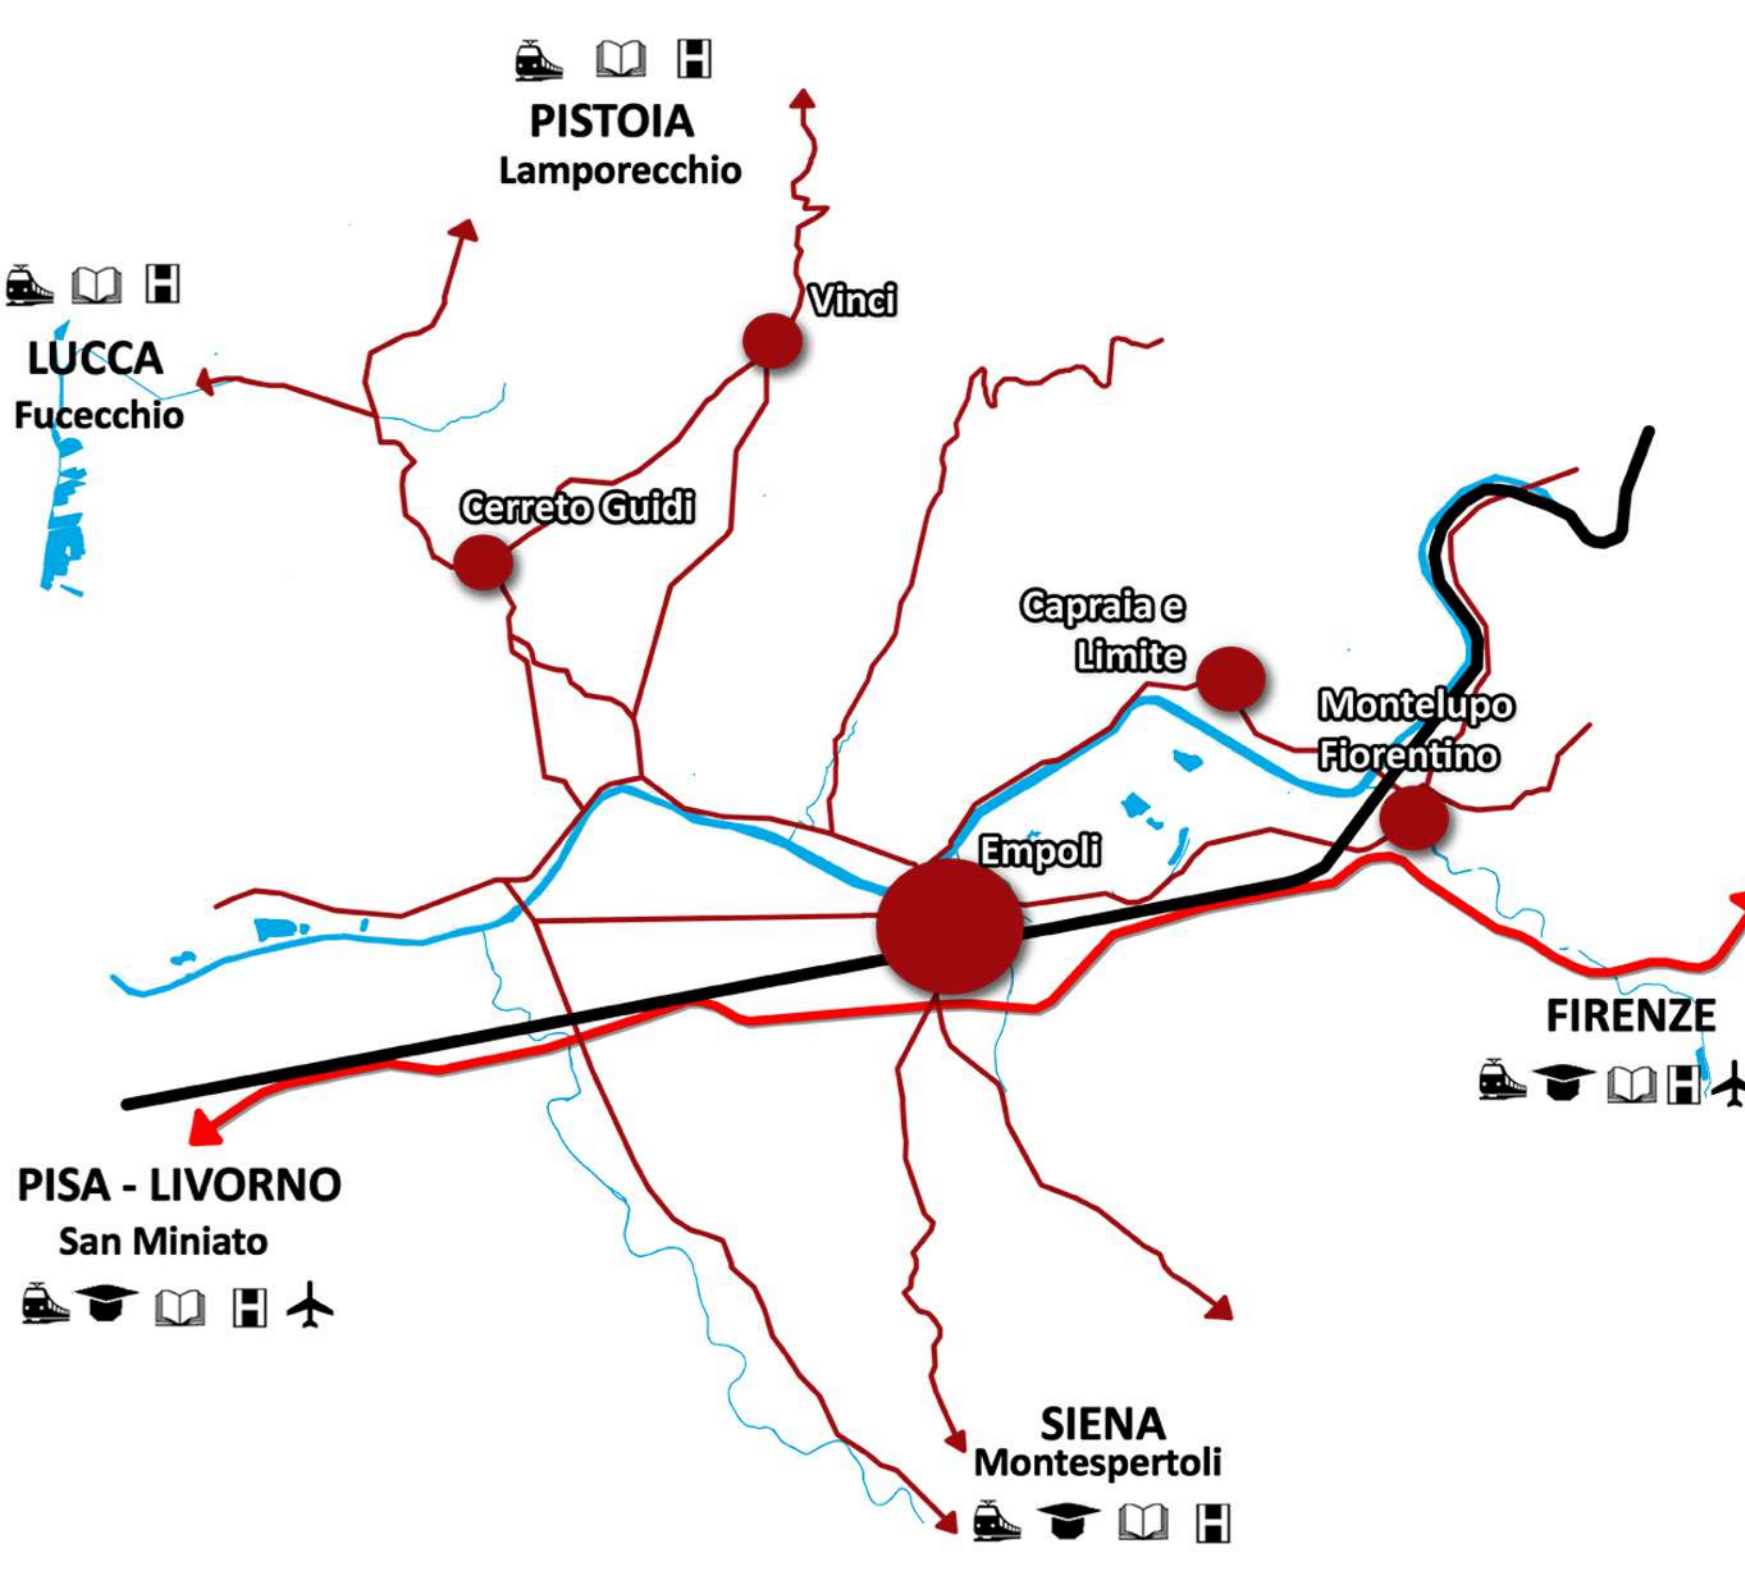 PISTOIA
Lamporecchio
Vinci
LUCCA
Fucecchio
Cerreto Guidi
Capraia e
Limite
Montelupo
Fiorentino
Empoli
FIRENZE
PISA - LIVORNO
San Miniato
SIENA
Montespertoli